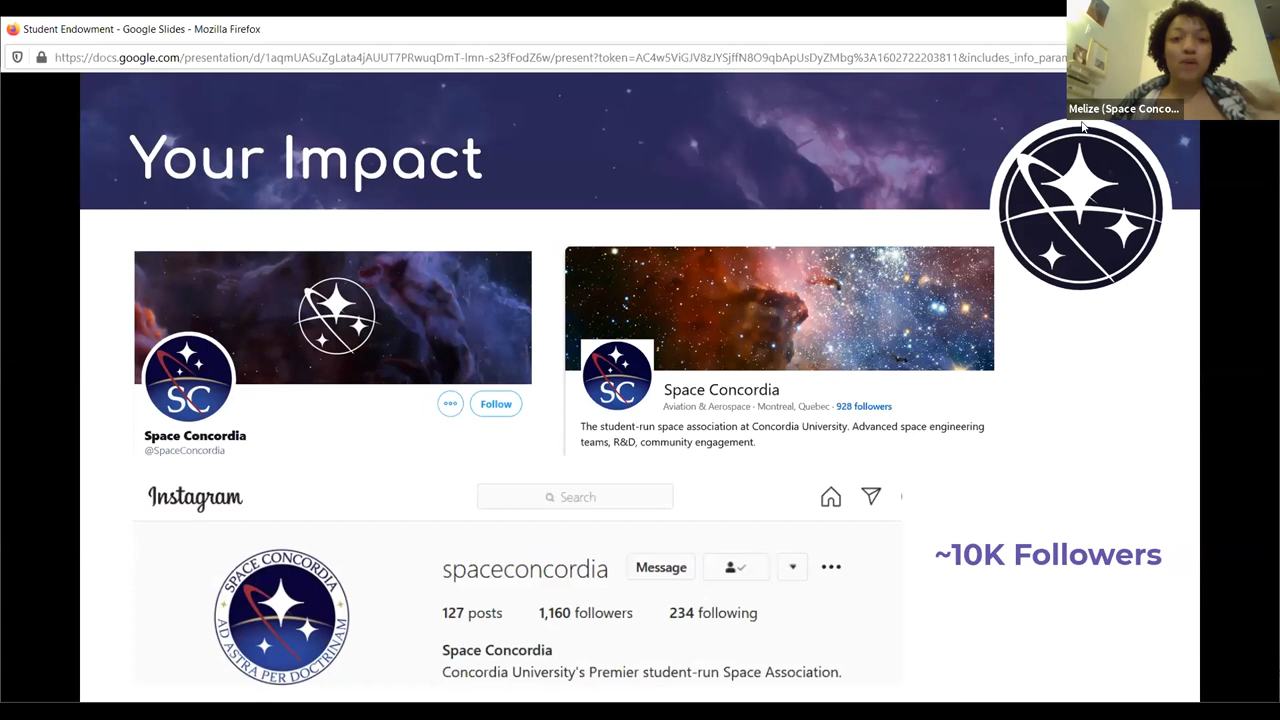 Student Endowment - Google Slides - Mozilla Firefox
https://docs.google.com/presentation/d/1aqmUASuZgLata4jAUUT7PRwuqDmT-lmn-s23fFodZ6w/present?token=AC4w5ViGJV8zJYSjffN8O9qbApUsDyZMbg%3A1602722203811&includes_info_param
Melize (Space Conco...
Your Impact
SC
Space Concordia
@SpaceConcordia
Follow
SC
Space Concordia
Aviation & Aerospace · Montreal, Quebec · 928 followers
The student-run space association at Concordia University. Advanced space engineering
teams, R&D, community engagement.
Instagram
Search
SPACE CONCORDIA
AD ASTRA PER DOCTRINAM
spaceconcordia Message
127 posts 1,160 followers 234 following
Space Concordia
Concordia University's Premier student-run Space Association.
~10K Followers